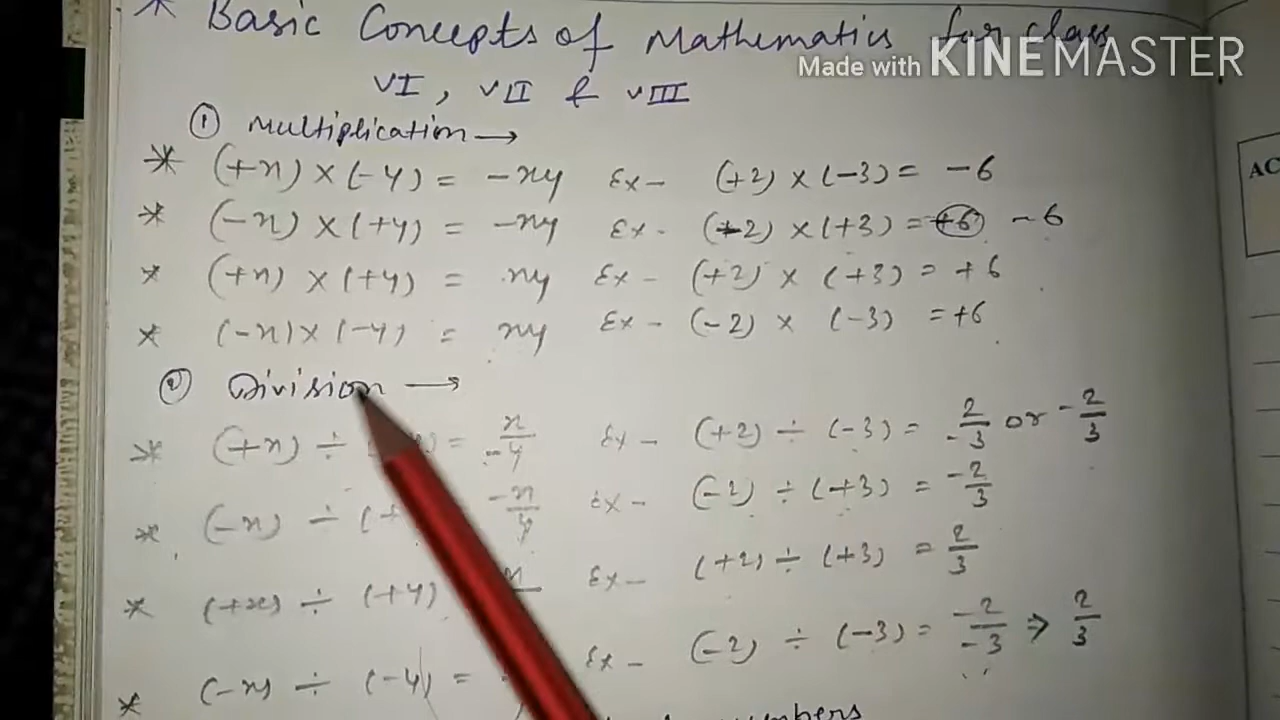 * Basic Concepts of Mathematics for class
Made with KINEMASTER
VI, VII & VIII
① Multiplication →
* (+x) × (-y) = -xy Ex- (+2) × (-3) = -6
* (-x) × (+y) = -xy Ex- (-2) × (+3) = +6 -6
* (+x) × (+y) = xy Ex- (+2) × (+3) = +6
* (-x) × (-y) = xy Ex- (-2) × (-3) = +6
AC
② Division →
* (+x) ÷ = x/-y Ex- (+2) ÷ (-3) = 2/-3 or -2/3
* (-x) ÷ (+ -x/y Ex- (-2) ÷ (+3) = -2/3
* (+x) ÷ (+y) Ex- (+2) ÷ (+3) = 2/3
* (-x) ÷ (-y) = Ex- (-2) ÷ (-3) = -2/-3 ⇒ 2/3
numbers